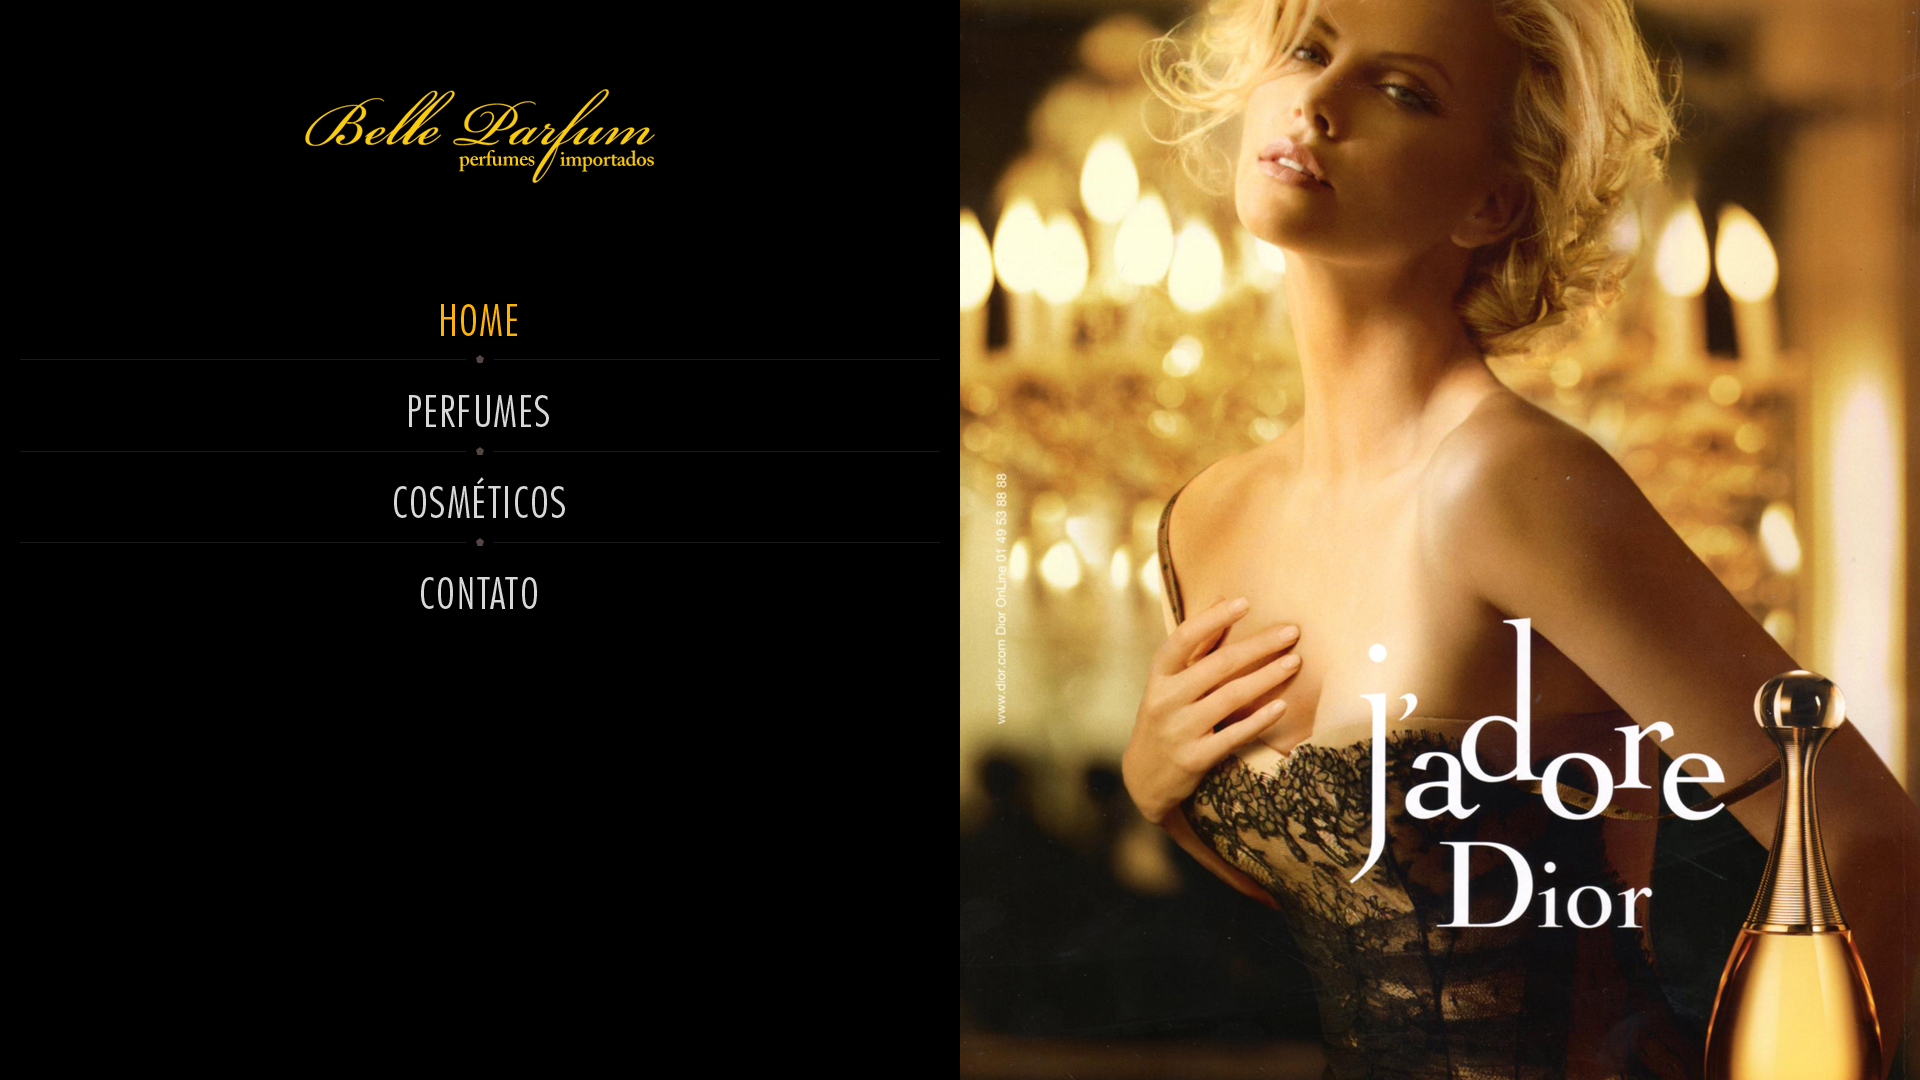 Belle Parfum
perfumes importados
HOME
PERFUMES
COSMÉTICOS
CONTATO
www.dior.com Dior OnLine 01 49 53 88 88
j'adore
Dior